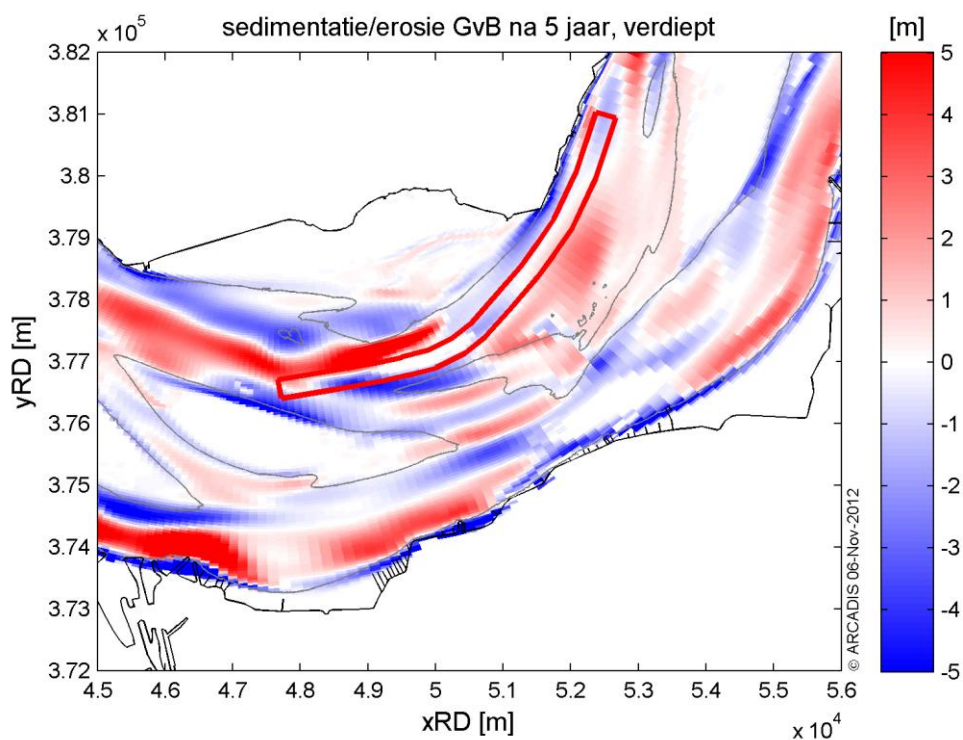 sedimentatie/erosie GvB na 5 jaar, verdiept
x 10^5
[m]
3.82
3.81
3.8
3.79
3.78
3.77
3.76
3.75
3.74
3.73
3.72
yRD [m]
4.5 4.6 4.7 4.8 4.9 5 5.1 5.2 5.3 5.4 5.5 5.6
xRD [m]
x 10^4
© ARCADIS 06-Nov-2012
5
4
3
2
1
0
-1
-2
-3
-4
-5